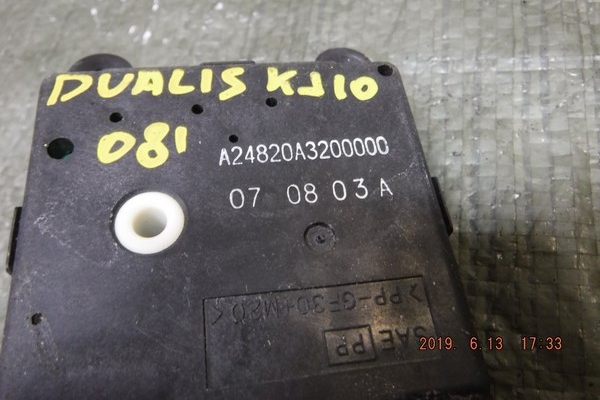 DUALIS KJ10
081
A24820A3200000
07 08 03 A
>PP-GF30+M20<
SAE PP
2019. 6.13 17:33